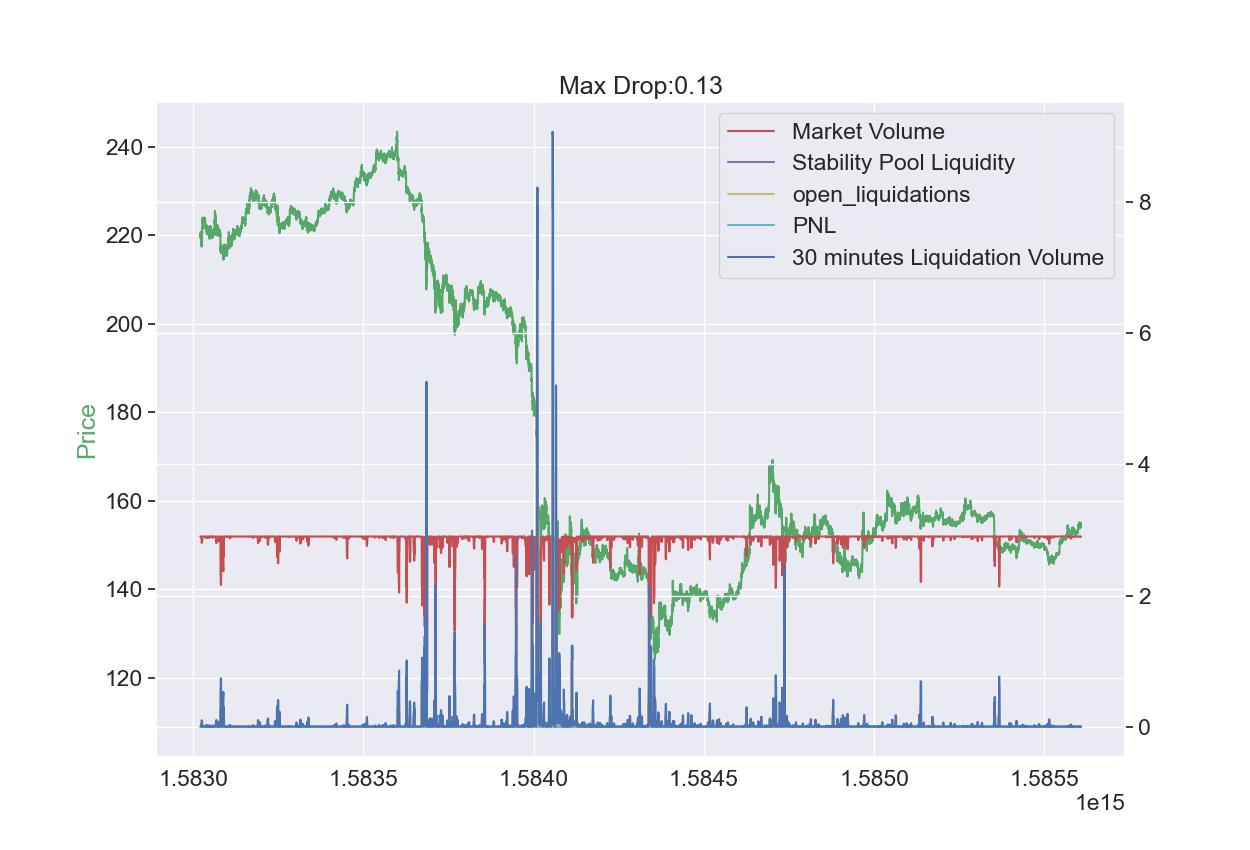 Max Drop:0.13
Market Volume
Stability Pool Liquidity
open_liquidations
PNL
30 minutes Liquidation Volume
Price
240
220
200
180
160
140
120
8
6
4
2
0
1.5830
1.5835
1.5840
1.5845
1.5850
1.5855
1e15